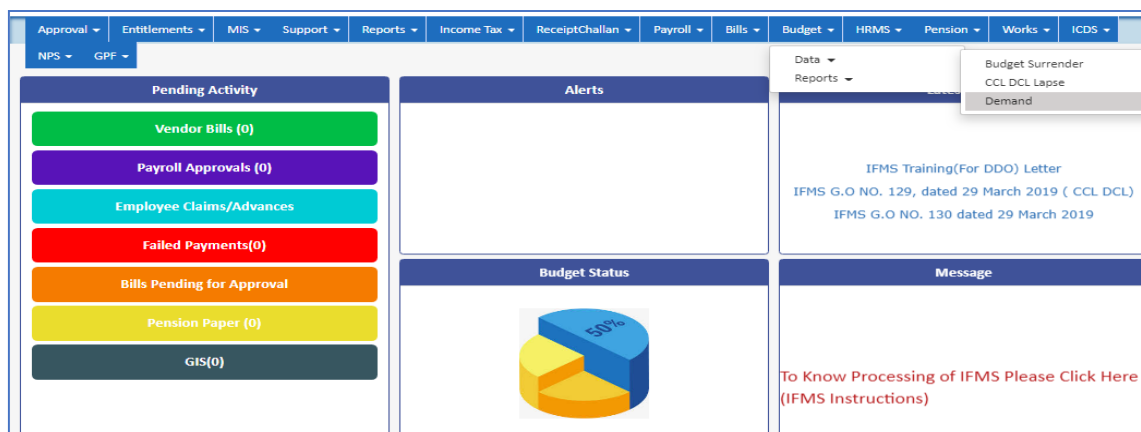 Approval Entitlements MIS Support Reports Income Tax ReceiptChallan Payroll Bills Budget HRMS Pension Works ICDS
NPS GPF
Data
Reports
Budget Surrender
CCL DCL Lapse
Demand
Pending Activity
Vendor Bills (0)
Payroll Approvals (0)
Employee Claims/Advances
Failed Payments(0)
Bills Pending for Approval
Pension Paper (0)
GIS(0)
Alerts
Budget Status
50%
IFMS Training(For DDO) Letter
IFMS G.O NO. 129, dated 29 March 2019 ( CCL DCL)
IFMS G.O NO. 130 dated 29 March 2019
Message
To Know Processing of IFMS Please Click Here
(IFMS Instructions)